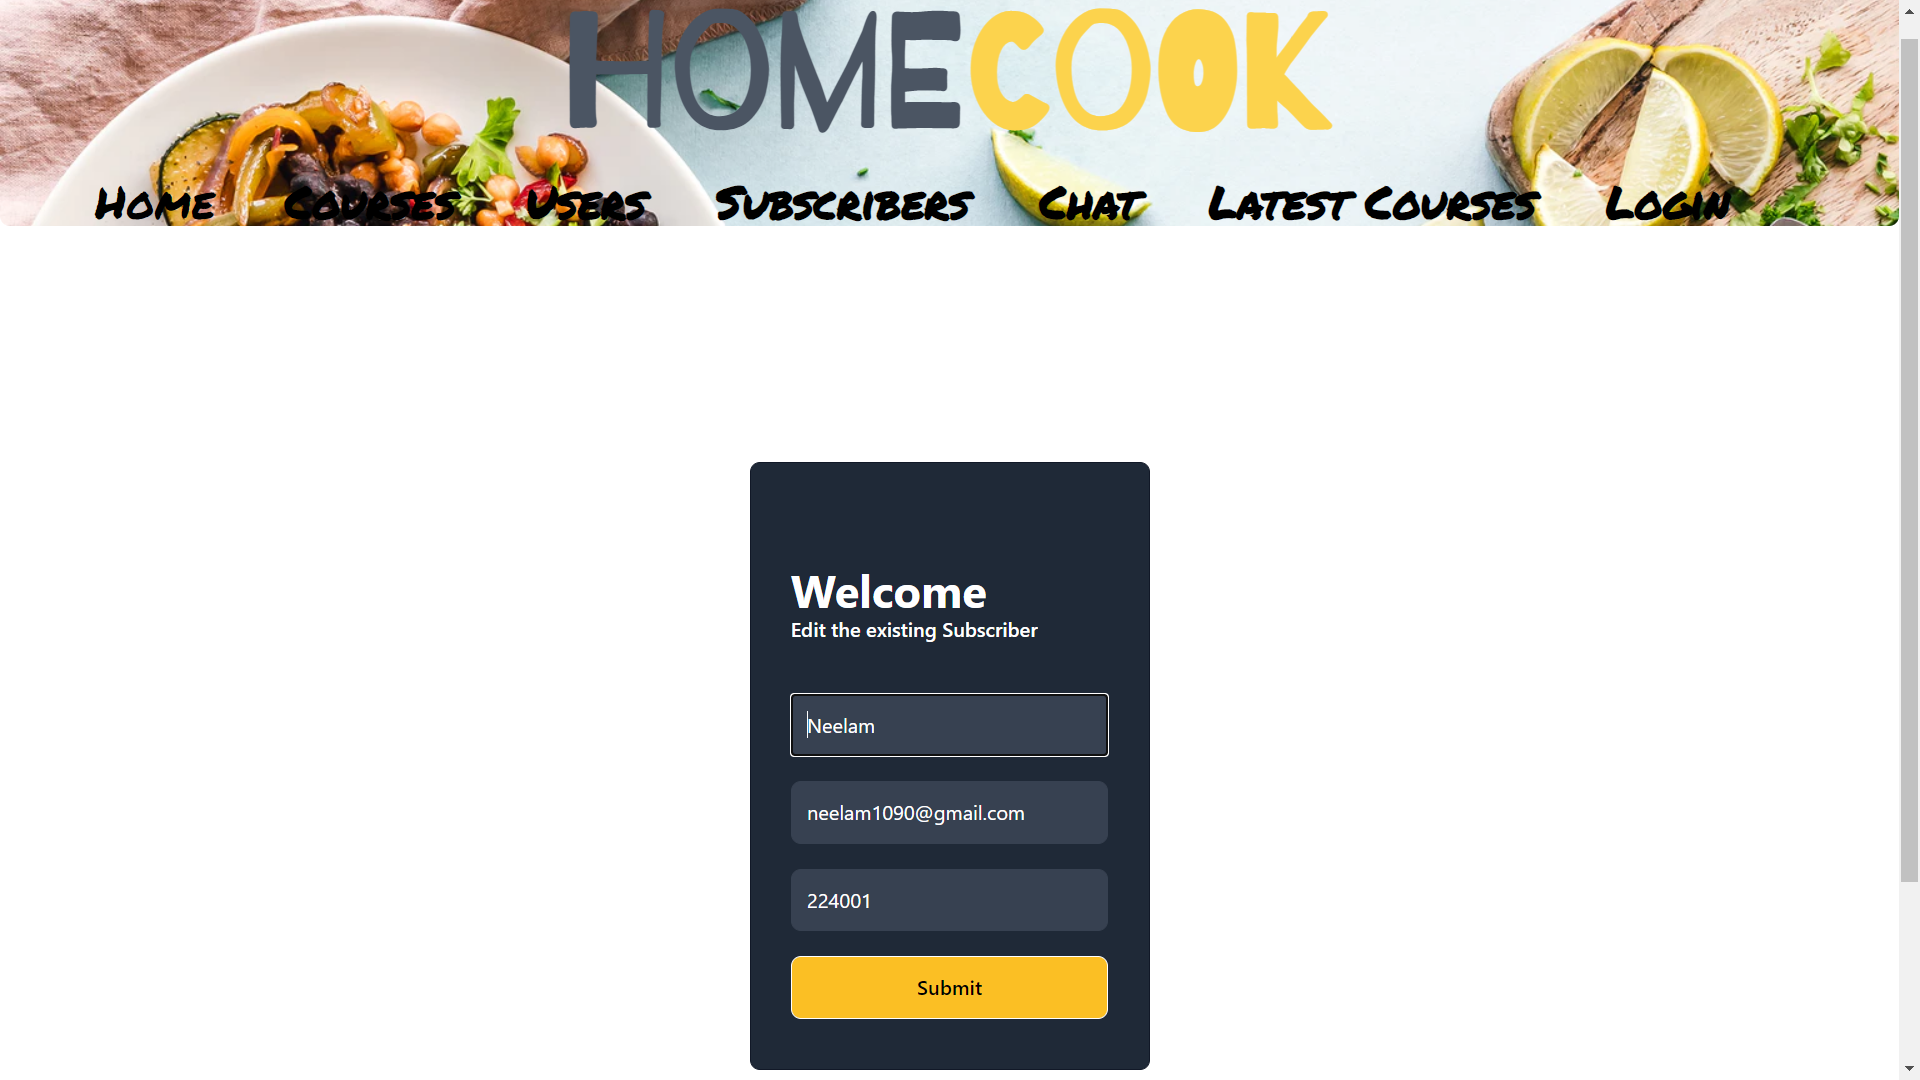 HOMECOOK
Home Courses Users Subscribers Chat Latest Courses Login
Welcome
Edit the existing Subscriber
Neelam
neelam1090@gmail.com
224001
Submit